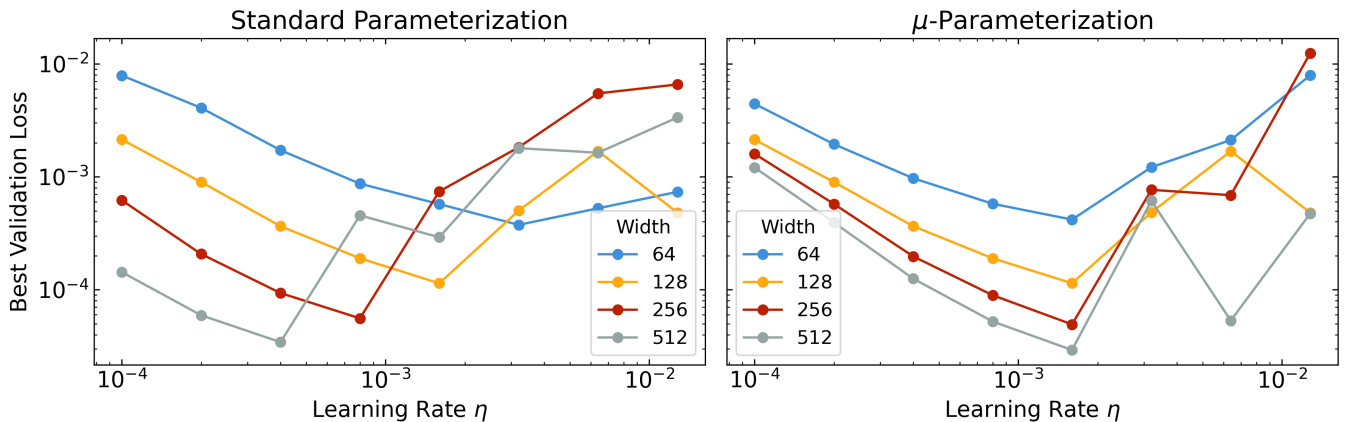 Standard Parameterization
μ-Parameterization
Best Validation Loss
10⁻²
10⁻³
10⁻⁴
10⁻⁴
10⁻³
10⁻²
Learning Rate η
Width
64
128
256
512
10⁻⁴
10⁻³
10⁻²
Learning Rate η
Width
64
128
256
512